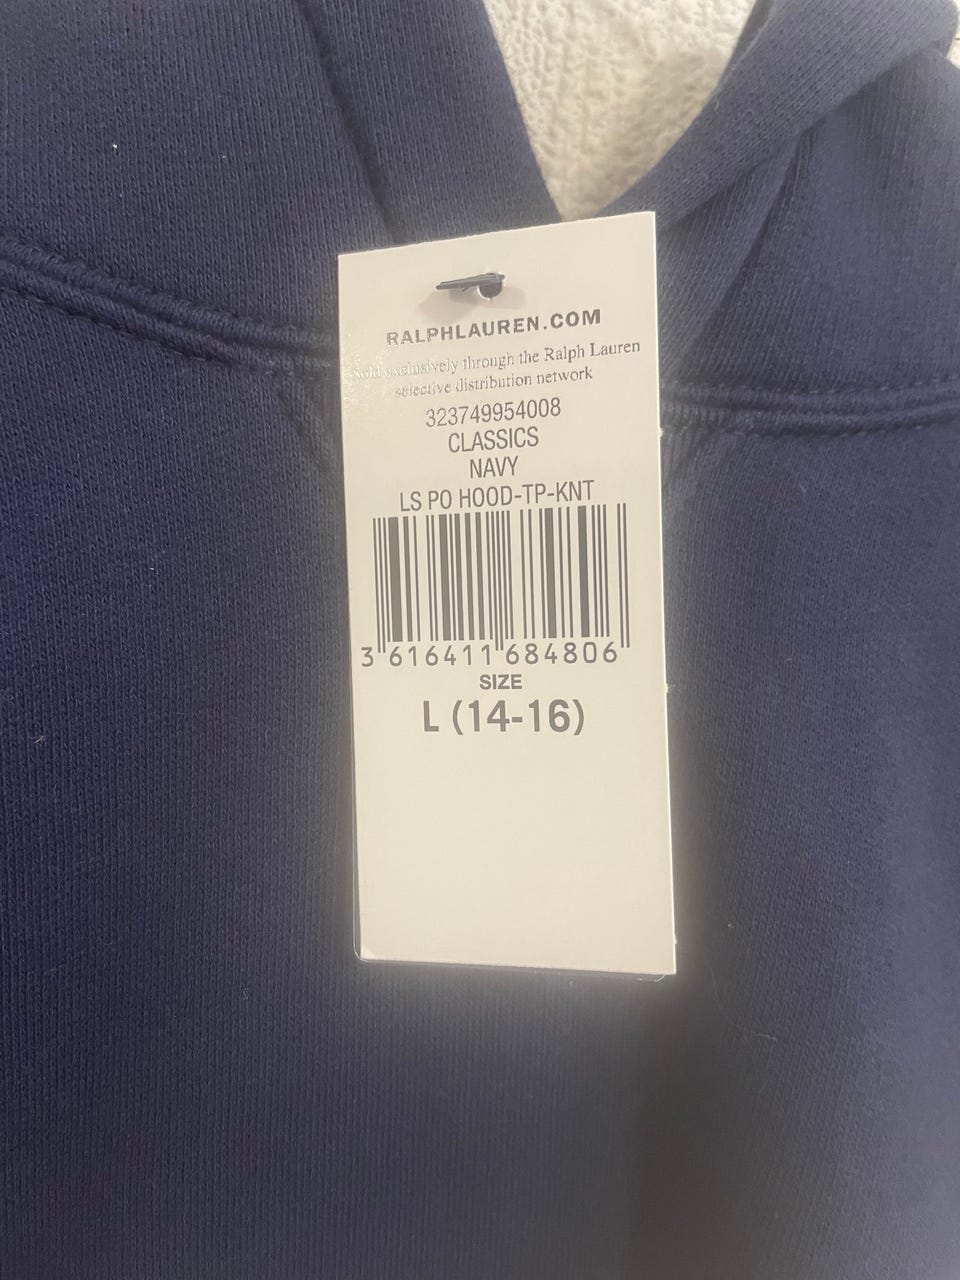 RALPHLAUREN.COM
Sold exclusively through the Ralph Lauren
selective distribution network
323749954008
CLASSICS
NAVY
LS PO HOOD-TP-KNT
3 616411 684806
SIZE
L (14-16)